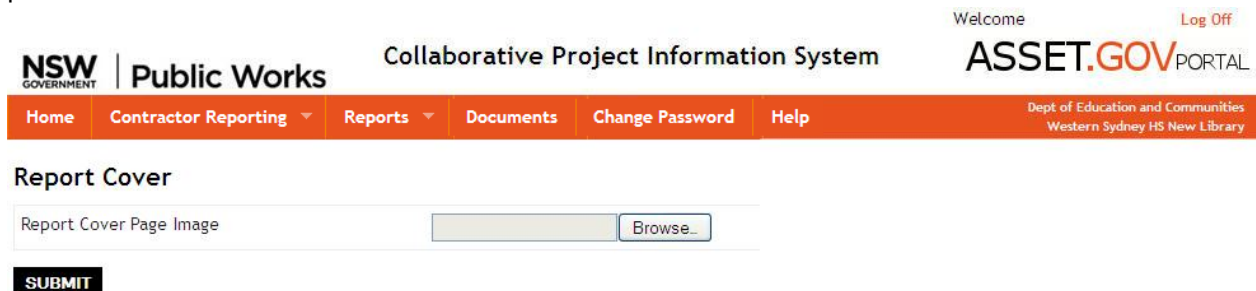 Welcome Log Off
NSW GOVERNMENT Public Works
Collaborative Project Information System
ASSET.GOV PORTAL
Home Contractor Reporting Reports Documents Change Password Help
Dept of Education and Communities
Western Sydney HS New Library
Report Cover
Report Cover Page Image Browse...
SUBMIT